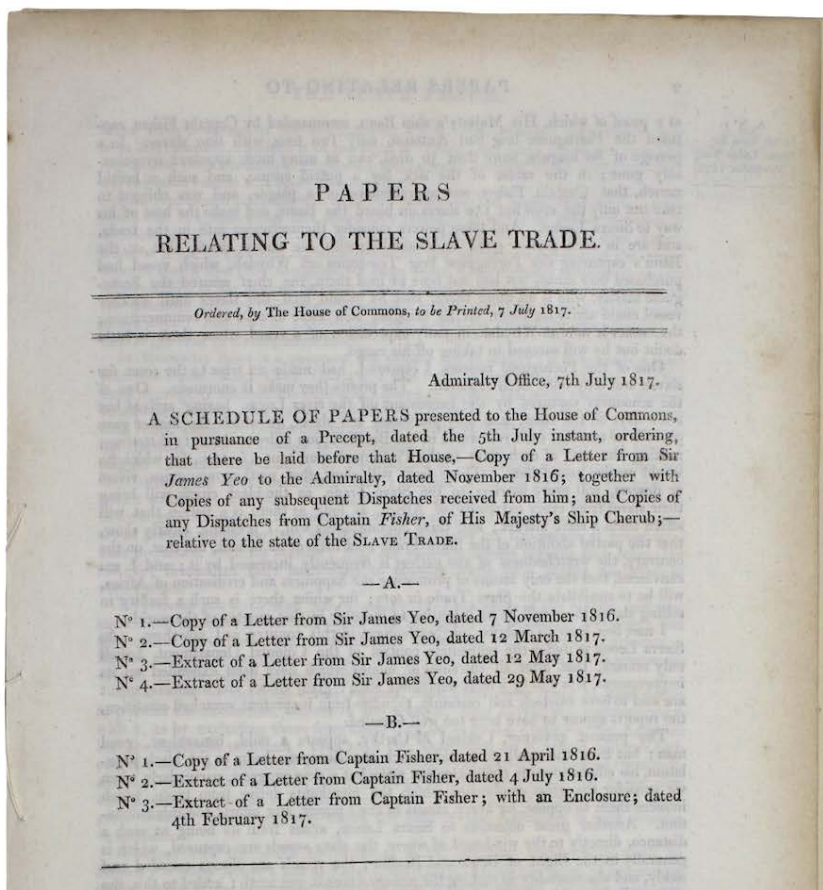 PAPERS
RELATING TO THE SLAVE TRADE.
Ordered, by The House of Commons, to be Printed, 7 July 1817.
Admiralty Office, 7th July 1817.
A SCHEDULE OF PAPERS presented to the House of Commons,
in pursuance of a Precept, dated the 5th July instant, ordering,
that there be laid before that House,—Copy of a Letter from Sir
James Yeo to the Admiralty, dated November 1816; together with
Copies of any subsequent Dispatches received from him; and Copies of
any Dispatches from Captain Fisher, of His Majesty's Ship Cherub;—
relative to the state of the SLAVE TRADE.
—A.—
Nº 1.—Copy of a Letter from Sir James Yeo, dated 7 November 1816.
Nº 2.—Copy of a Letter from Sir James Yeo, dated 12 March 1817.
Nº 3.—Extract of a Letter from Sir James Yeo, dated 12 May 1817.
Nº 4.—Extract of a Letter from Sir James Yeo, dated 29 May 1817.
—B.—
Nº 1.—Copy of a Letter from Captain Fisher, dated 21 April 1816.
Nº 2.—Extract of a Letter from Captain Fisher, dated 4 July 1816.
Nº 3.—Extract of a Letter from Captain Fisher; with an Enclosure; dated
4th February 1817.